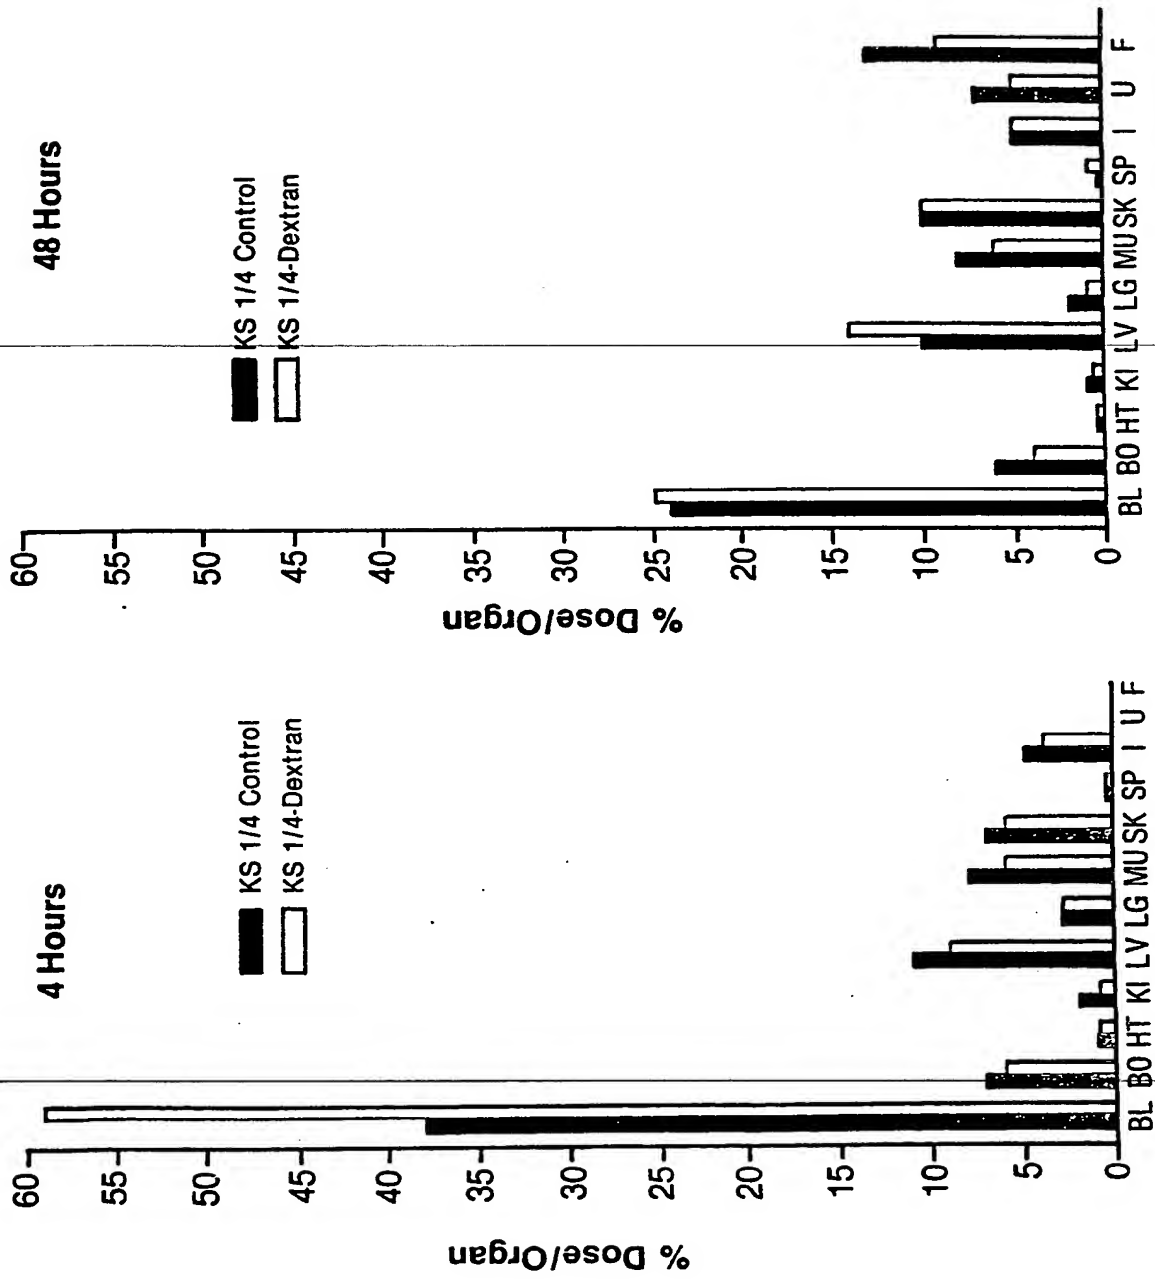 4 Hours
KS 1/4 Control
KS 1/4-Dextran
% Dose/Organ
60
55
50
45
40
35
30
25
20
15
10
5
0
BL BO HT KI LV LG MU SK SP I U F
48 Hours
KS 1/4 Control
KS 1/4-Dextran
% Dose/Organ
60
55
50
45
40
35
30
25
20
15
10
5
0
BL BO HT KI LV LG MU SK SP I U F